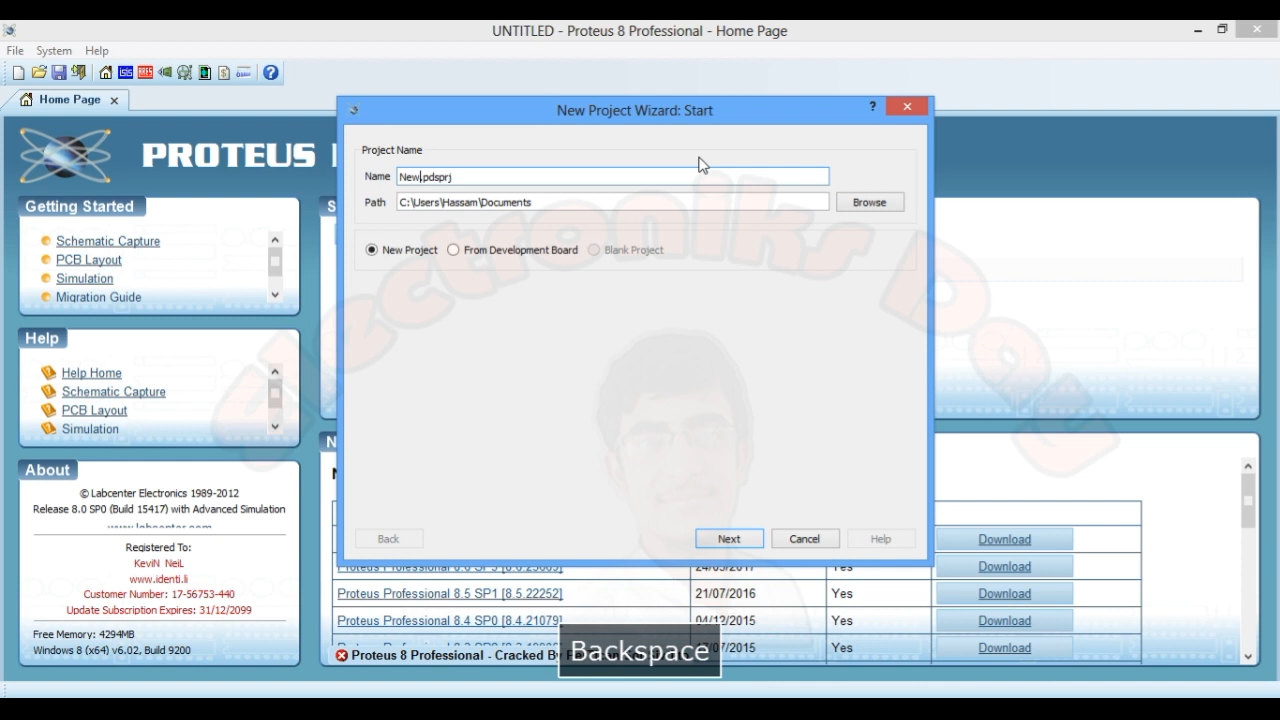 UNTITLED - Proteus 8 Professional - Home Page
File System Help
Home Page
PROTEUS
Getting Started
Schematic Capture
PCB Layout
Simulation
Migration Guide
Help
Help Home
Schematic Capture
PCB Layout
Simulation
About
© Labcenter Electronics 1989-2012
Release 8.0 SP0 (Build 15417) with Advanced Simulation
www.labcenter.com
Registered To:
KeviN NeiL
www.identi.li
Customer Number: 17-56753-440
Update Subscription Expires: 31/12/2099
Free Memory: 4294MB
Windows 8 (x64) v6.02, Build 9200
New Project Wizard: Start
Project Name
Name New.pdsprj
Path C:\Users\Hassam\Documents Browse
New Project From Development Board Blank Project
Back Next Cancel Help
Download
Yes Download
Proteus Professional 8.5 SP1 [8.5.22252] 21/07/2016 Yes Download
Proteus Professional 8.4 SP0 [8.4.21079] 04/12/2015 Yes Download
Yes Download
Proteus 8 Professional - Cracked By
Backspace
Electroniks Day